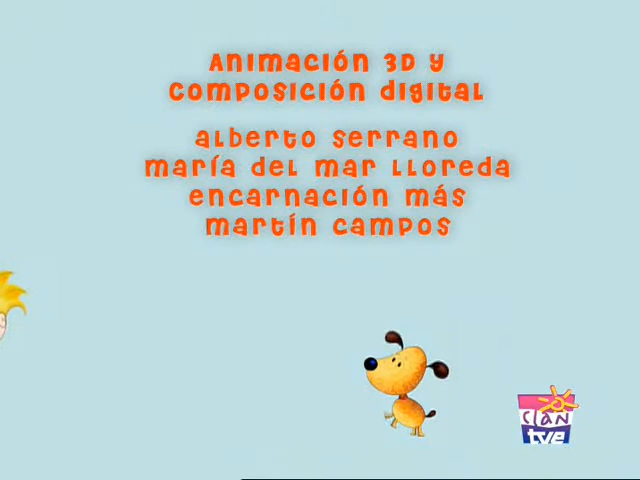 Animación 3D y
composición digital
alberto serrano
maría del mar lloreda
encarnación más
martín campos
clan
tve